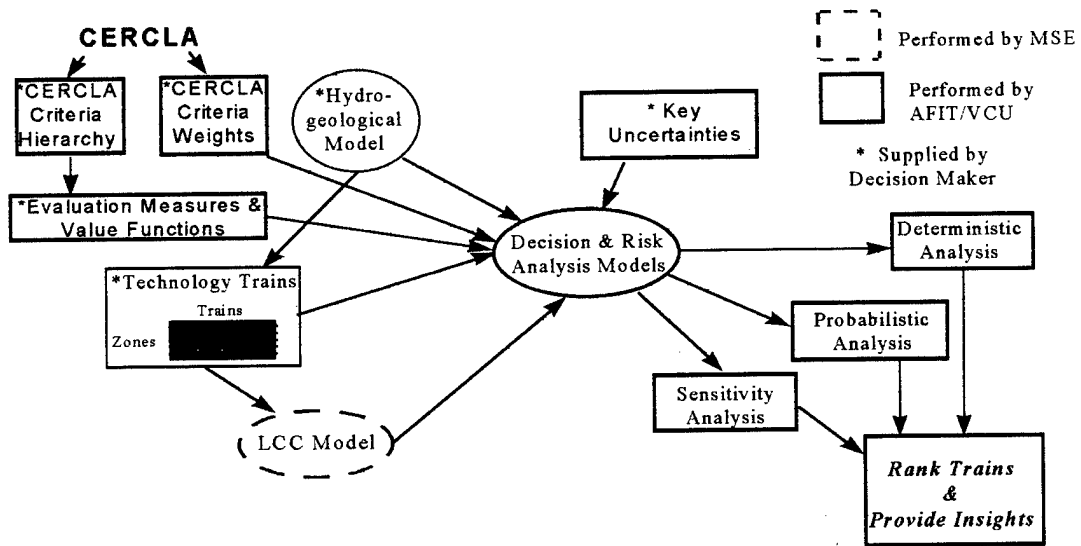 CERCLA
*CERCLA
Criteria
Hierarchy
*CERCLA
Criteria
Weights
*Hydro-
geological
Model
* Key
Uncertainties
Performed by MSE
Performed by
AFIT/VCU
* Supplied by
Decision Maker
*Evaluation Measures &
Value Functions
Decision & Risk
Analysis Models
Deterministic
Analysis
*Technology Trains
Trains
Zones
Probabilistic
Analysis
Sensitivity
Analysis
LCC Model
Rank Trains
&
Provide Insights